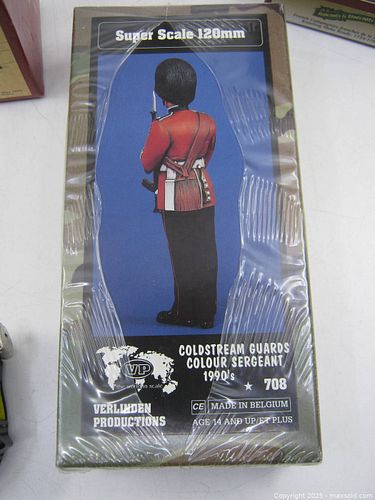 Super Scale 120mm
VP
COLDSTREAM GUARDS
COLOUR SERGEANT
1990's
★ 708
VERLINDEN
PRODUCTIONS
CE MADE IN BELGIUM
AGE 14 AND UP/ET PLUS
Copyright © 2025 - maxsold.com